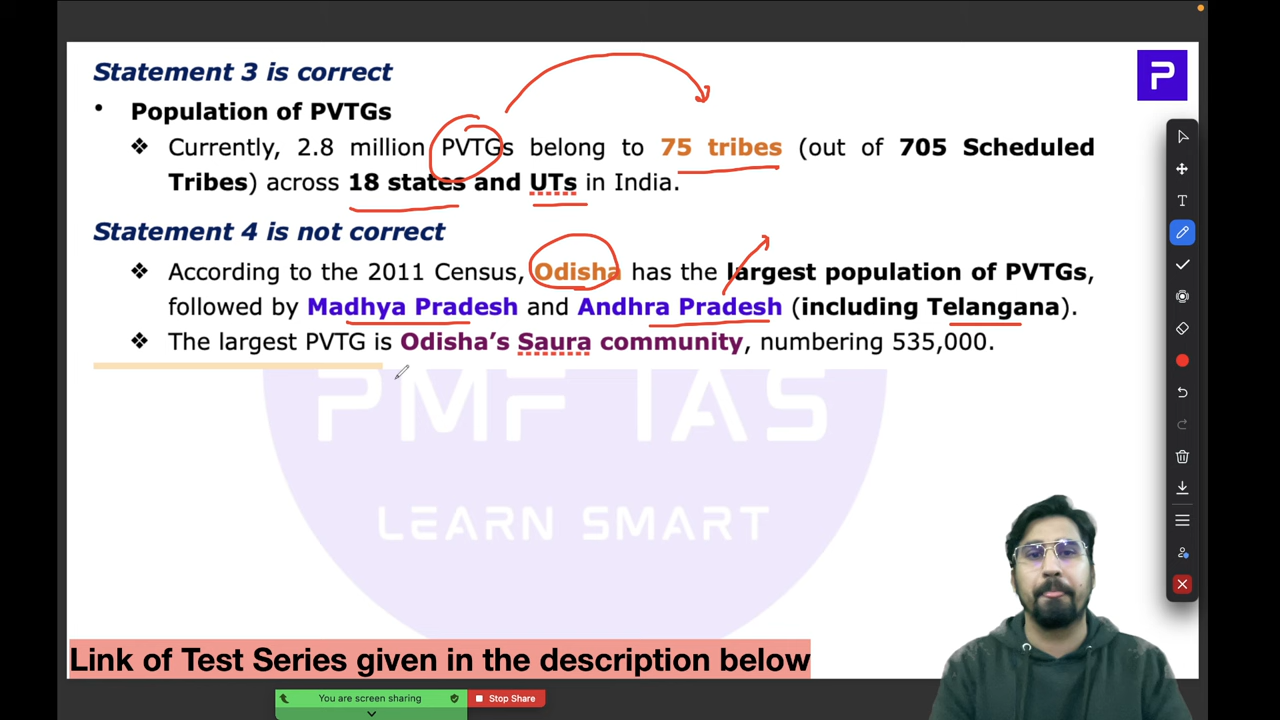 Statement 3 is correct
P
• Population of PVTGs
❖ Currently, 2.8 million PVTGs belong to 75 tribes (out of 705 Scheduled
Tribes) across 18 states and UTs in India.
Statement 4 is not correct
❖ According to the 2011 Census, Odisha has the largest population of PVTGs,
followed by Madhya Pradesh and Andhra Pradesh (including Telangana).
❖ The largest PVTG is Odisha's Saura community, numbering 535,000.
PMF IAS
LEARN SMART
Link of Test Series given in the description below
You are screen sharing
Stop Share
T